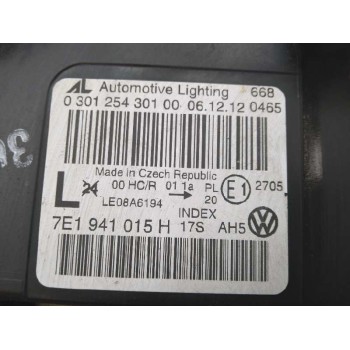 AL Automotive Lighting 668
0 301 254 301 00 06.12.12 0465
Made in Czech Republic
L 00 HC/R 01 1a PL E1 2705
LE08A6194 20
INDEX
7E1 941 015 H 17S AH5 VW